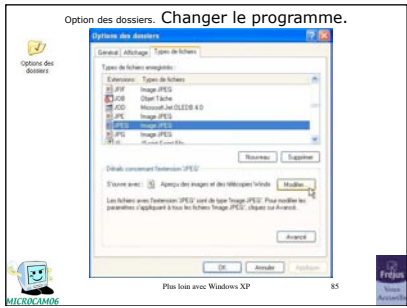 Option des dossiers. Changer le programme.
Options des dossiers
Options des
dossiers
Général Affichage Types de fichiers
Types de fichiers enregistrés :
Extensions Types de fichiers
JFIF Image JPEG
JOB Objet Tâche
JOD Microsoft.Jet.OLEDB.4.0
JPE Image JPEG
JPEG Image JPEG
JPG Image JPEG
Nouveau Supprimer
Détails concernant l'extension 'JPEG'
S'ouvre avec : Aperçu des images et des télécopies Windo Modifier...
Les fichiers avec l'extension 'JPEG' sont de type 'Image JPEG'. Pour modifier les
paramètres s'appliquant à tous les fichiers 'Image JPEG', cliquez sur Avancé.
Avancé
OK Annuler Appliquer
Plus loin avec Windows XP 85
MICROCAM06
Fréjus
Vous
Accueille